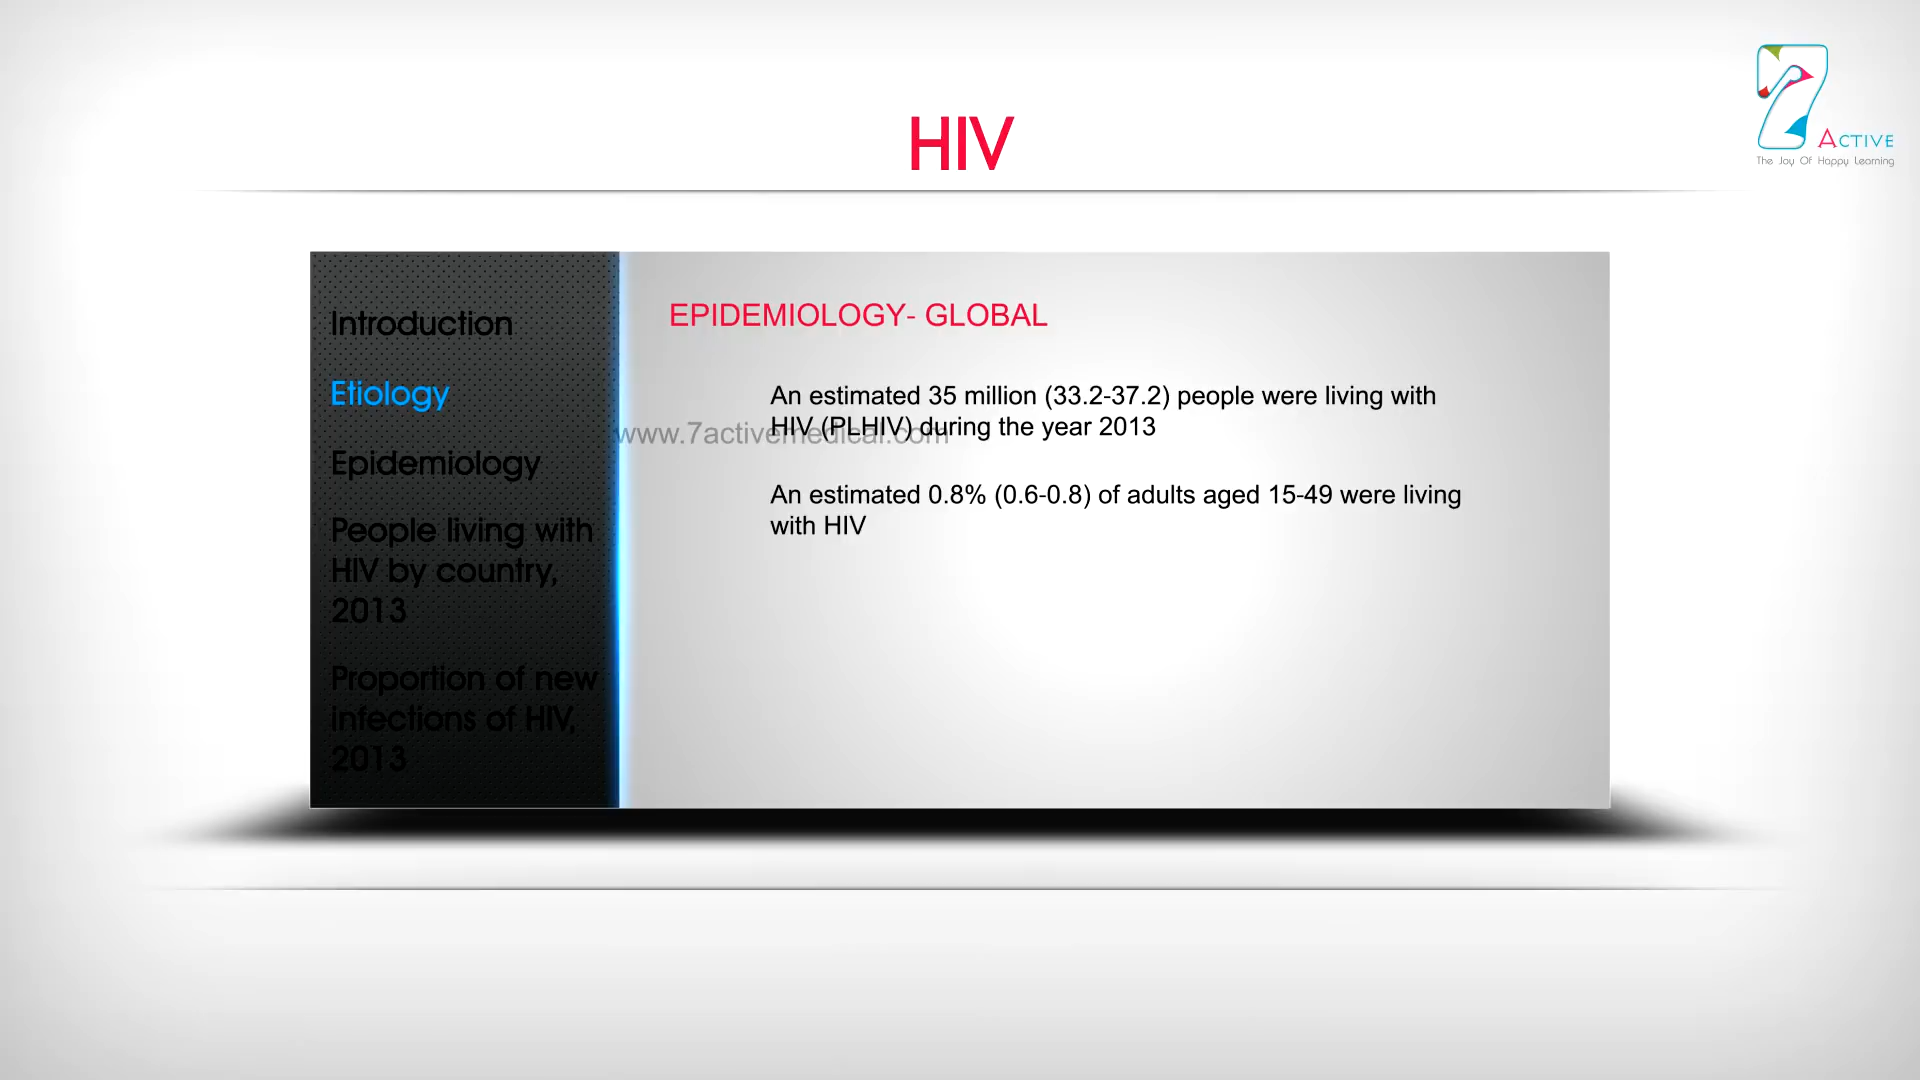 HIV
7
ACTIVE
The Joy Of Happy Learning
Introduction
Etiology
Epidemiology
People living with
HIV by country,
2013
Proportion of new
infections of HIV,
2013
EPIDEMIOLOGY- GLOBAL
An estimated 35 million (33.2-37.2) people were living with
HIV (PLHIV) during the year 2013
www.7activemedical.com
An estimated 0.8% (0.6-0.8) of adults aged 15-49 were living
with HIV